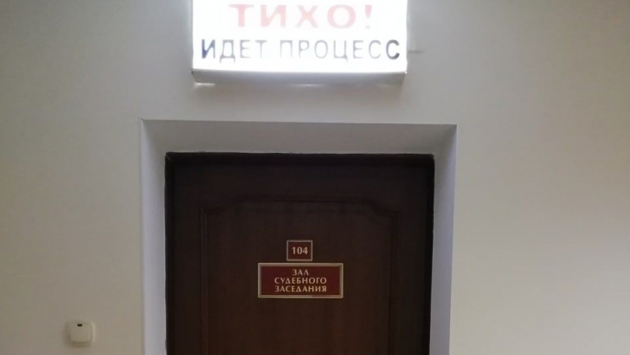 ТИХО!
ИДЕТ ПРОЦЕСС
104
ЗАЛ
СУДЕБНОГО
ЗАСЕДАНИЯ